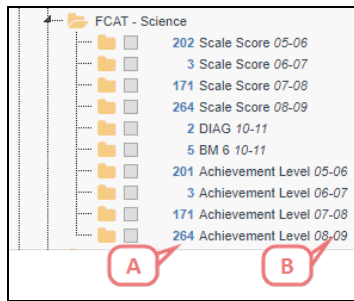 FCAT - Science
202 Scale Score 05-06
3 Scale Score 06-07
171 Scale Score 07-08
264 Scale Score 08-09
2 DIAG 10-11
5 BM 6 10-11
201 Achievement Level 05-06
3 Achievement Level 06-07
171 Achievement Level 07-08
264 Achievement Level 08-09
A B